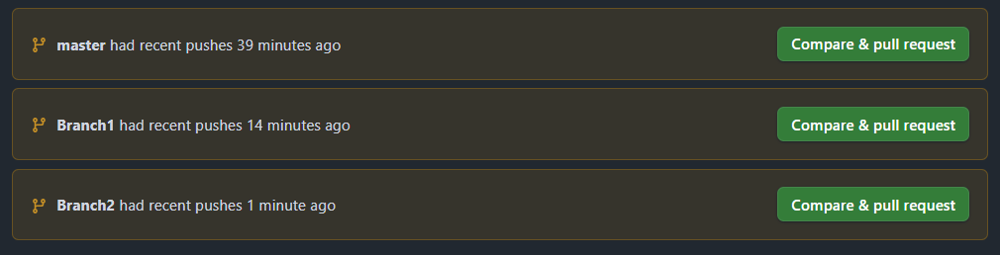 master had recent pushes 39 minutes ago Compare & pull request
Branch1 had recent pushes 14 minutes ago Compare & pull request
Branch2 had recent pushes 1 minute ago Compare & pull request